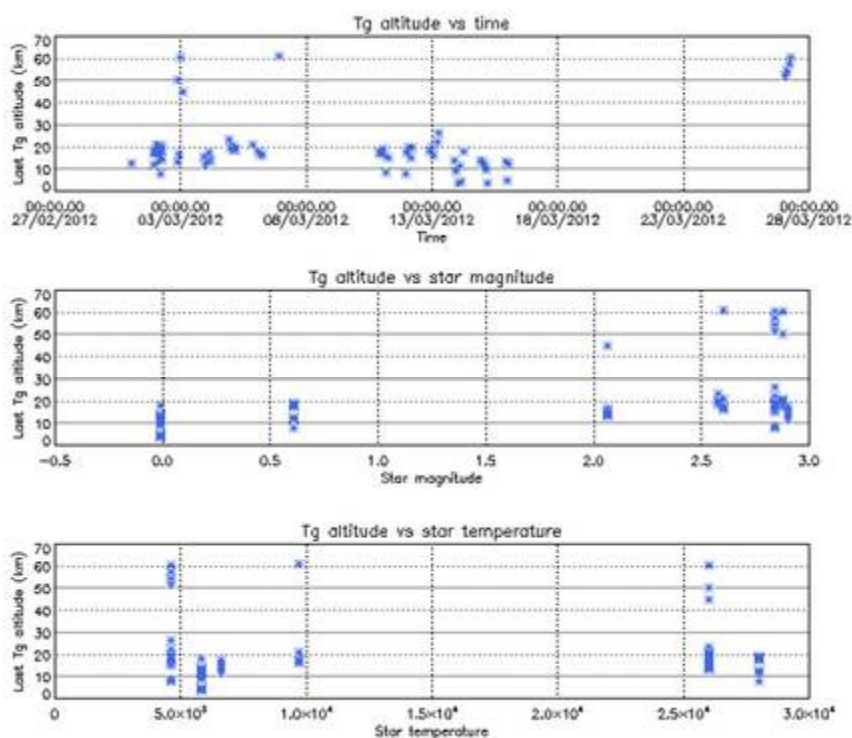 Tg altitude vs time
Last Tg altitude (km)
70
60
50
40
30
20
10
0
00:00:00 00:00:00 00:00:00 00:00:00 00:00:00 00:00:00 00:00:00
27/02/2012 03/03/2012 08/03/2012 13/03/2012 18/03/2012 23/03/2012 28/03/2012
Time
Tg altitude vs star magnitude
Last Tg altitude (km)
70
60
50
40
30
20
10
0
-0.5 0.0 0.5 1.0 1.5 2.0 2.5 3.0
Star magnitude
Tg altitude vs star temperature
Last Tg altitude (km)
70
60
50
40
30
20
10
0
0 5.0×10³ 1.0×10⁴ 1.5×10⁴ 2.0×10⁴ 2.5×10⁴ 3.0×10⁴
Star temperature